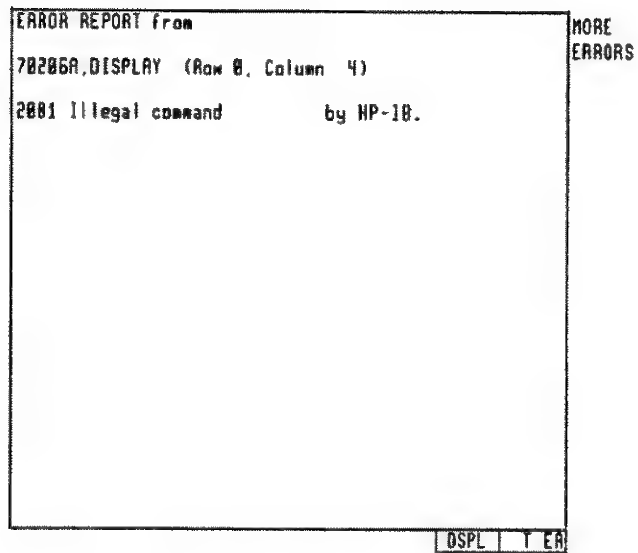 ERROR REPORT from
70206A,DISPLAY (Row 0, Column 4)
2001 Illegal command by HP-IB.
MORE
ERRORS
DSPL T ER